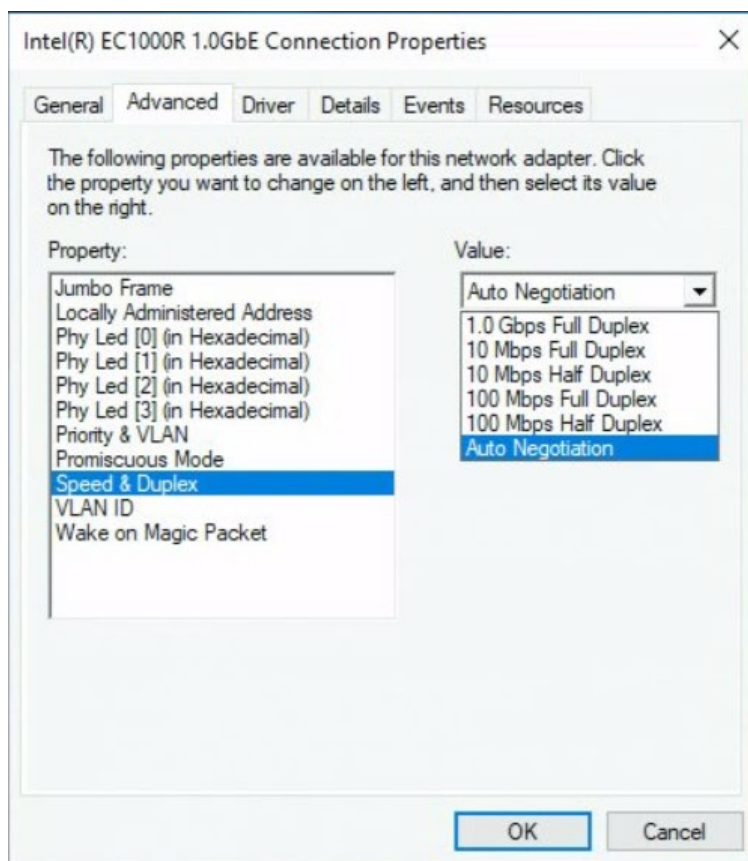 Intel(R) EC1000R 1.0GbE Connection Properties
General Advanced Driver Details Events Resources
The following properties are available for this network adapter. Click
the property you want to change on the left, and then select its value
on the right.
Property:
Value:
Jumbo Frame
Locally Administered Address
Phy Led [0] (in Hexadecimal)
Phy Led [1] (in Hexadecimal)
Phy Led [2] (in Hexadecimal)
Phy Led [3] (in Hexadecimal)
Priority & VLAN
Promiscuous Mode
Speed & Duplex
VLAN ID
Wake on Magic Packet
Auto Negotiation
1.0 Gbps Full Duplex
10 Mbps Full Duplex
10 Mbps Half Duplex
100 Mbps Full Duplex
100 Mbps Half Duplex
Auto Negotiation
OK Cancel